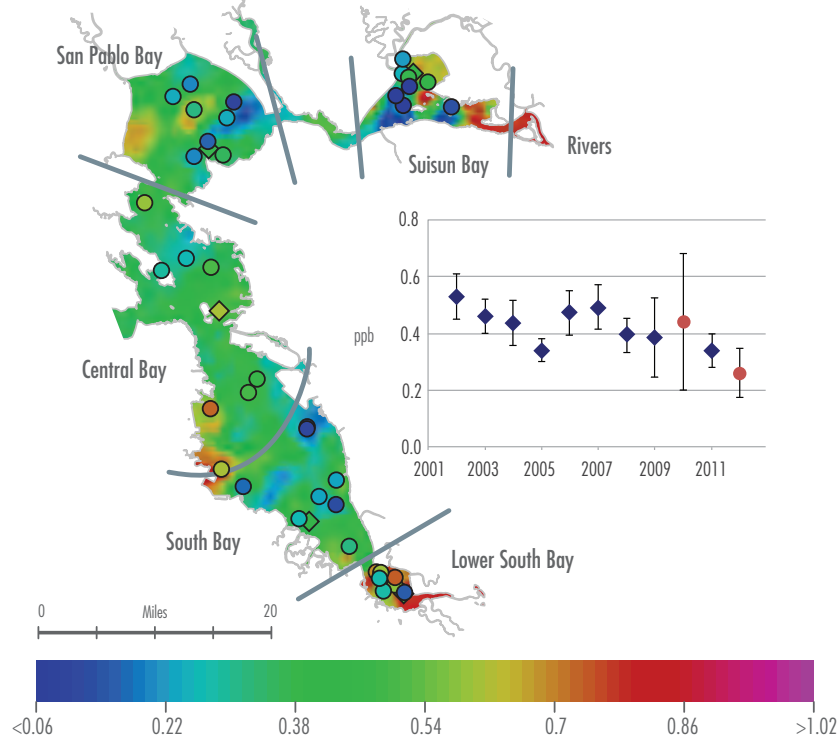 San Pablo Bay
Rivers
Suisun Bay
0.8
0.6
ppb
0.4
0.2
0.0
2001 2003 2005 2007 2009 2011
Central Bay
South Bay
Lower South Bay
0 Miles 20
<0.06 0.22 0.38 0.54 0.7 0.86 >1.02